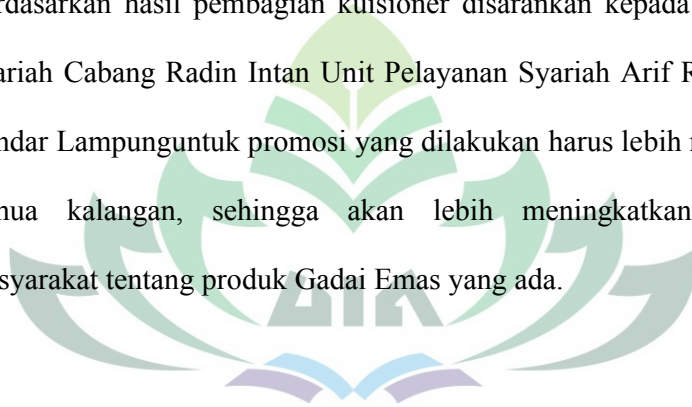 rdasarkan hasil pembagian kuisioner disarankan kepada
ariah Cabang Radin Intan Unit Pelayanan Syariah Arif R
ndar Lampunguntuk promosi yang dilakukan harus lebih
nua kalangan, sehingga akan lebih meningkatkan
syarakat tentang produk Gadai Emas yang ada.